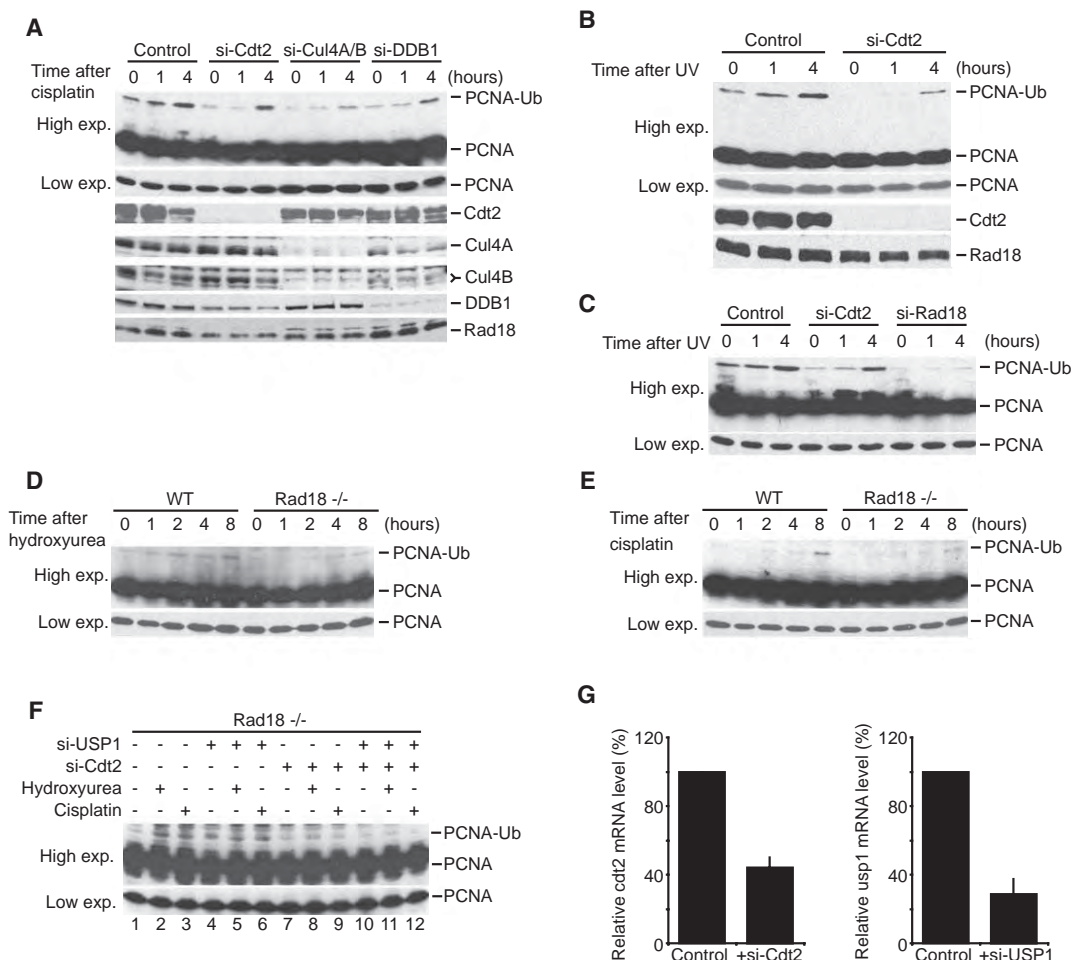 A
Control si-Cdt2 si-Cul4A/B si-DDB1
Time after cisplatin
0 1 4 0 1 4 0 1 4 0 1 4 (hours)
PCNA-Ub
High exp.
PCNA
Low exp. PCNA
Cdt2
Cul4A
Cul4B
DDB1
Rad18
B
Control si-Cdt2
Time after UV 0 1 4 0 1 4 (hours)
PCNA-Ub
High exp.
PCNA
Low exp. PCNA
Cdt2
Rad18
C
Control si-Cdt2 si-Rad18
Time after UV 0 1 4 0 1 4 0 1 4 (hours)
PCNA-Ub
High exp.
PCNA
Low exp. PCNA
D
WT Rad18 -/-
Time after hydroxyurea
0 1 2 4 8 0 1 2 4 8 (hours)
PCNA-Ub
High exp.
PCNA
Low exp. PCNA
E
WT Rad18 -/-
Time after cisplatin
0 1 2 4 8 0 1 2 4 8 (hours)
PCNA-Ub
High exp.
PCNA
Low exp. PCNA
F
Rad18 -/-
si-USP1 - - - + + + - - - + + +
si-Cdt2 - - - - - - + + + + + +
Hydroxyurea - + - - + - - + - - + -
Cisplatin - - + - - + - - + - - +
PCNA-Ub
High exp.
PCNA
Low exp. PCNA
1 2 3 4 5 6 7 8 9 10 11 12
G
Relative cdt2 mRNA level (%)
120
80
40
0
Control +si-Cdt2
Relative usp1 mRNA level (%)
120
80
40
0
Control +si-USP1